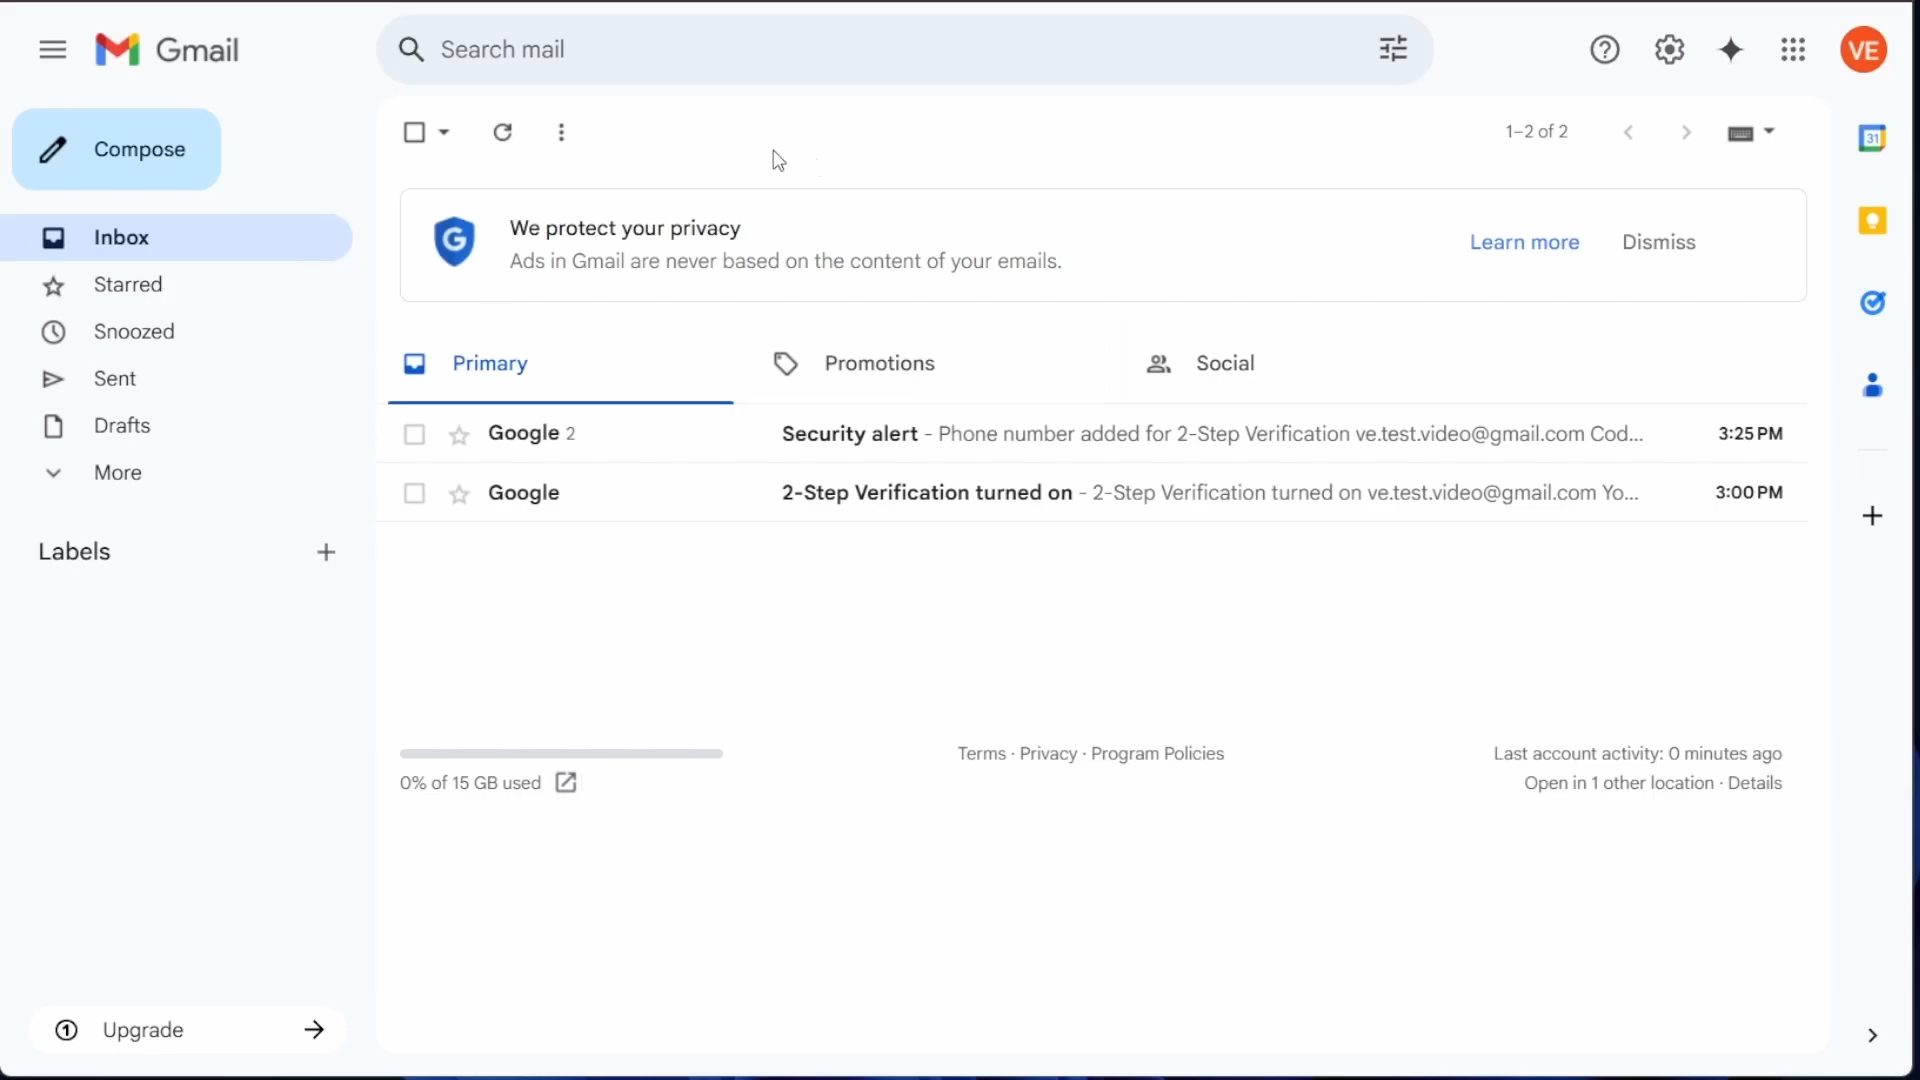 Gmail
Search mail
VE
Compose
1–2 of 2
31
We protect your privacy
Ads in Gmail are never based on the content of your emails.
Learn more
Dismiss
Inbox
Starred
Snoozed
Sent
Drafts
More
Labels
Primary
Promotions
Social
Google 2 Security alert - Phone number added for 2-Step Verification ve.test.video@gmail.com Cod... 3:25 PM
Google 2-Step Verification turned on - 2-Step Verification turned on ve.test.video@gmail.com Yo... 3:00 PM
0% of 15 GB used
Terms · Privacy · Program Policies
Last account activity: 0 minutes ago
Open in 1 other location · Details
Upgrade